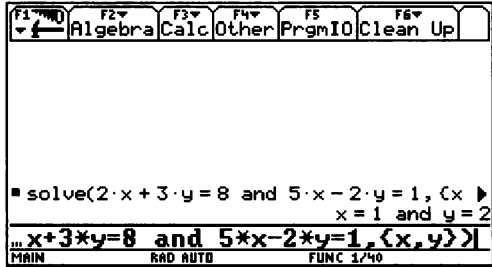 F1 F2 F3 F4 F5 F6
Algebra Calc Other PrgmIO Clean Up
solve(2·x + 3·y = 8 and 5·x − 2·y = 1, {x
x = 1 and y = 2
…x+3*y=8 and 5*x-2*y=1,{x,y})
MAIN RAD AUTO FUNC 1/40